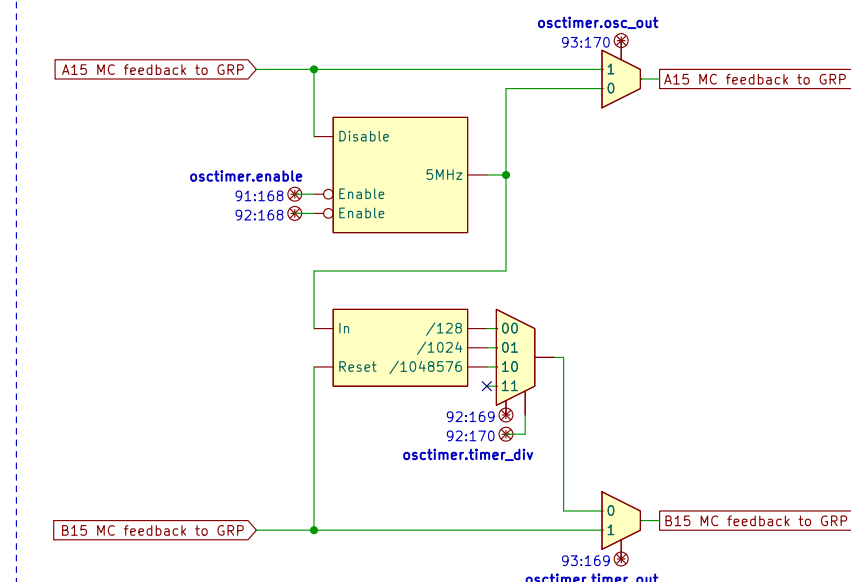 osctimer.osc_out
93:170
A15 MC feedback to GRP
1
0
A15 MC feedback to GRP
Disable
5MHz
osctimer.enable
91:168
Enable
92:168
Enable
In
/128
00
/1024
01
Reset
/1048576
10
11
92:169
92:170
osctimer.timer_div
B15 MC feedback to GRP
0
1
B15 MC feedback to GRP
93:169
osctimer.timer_out